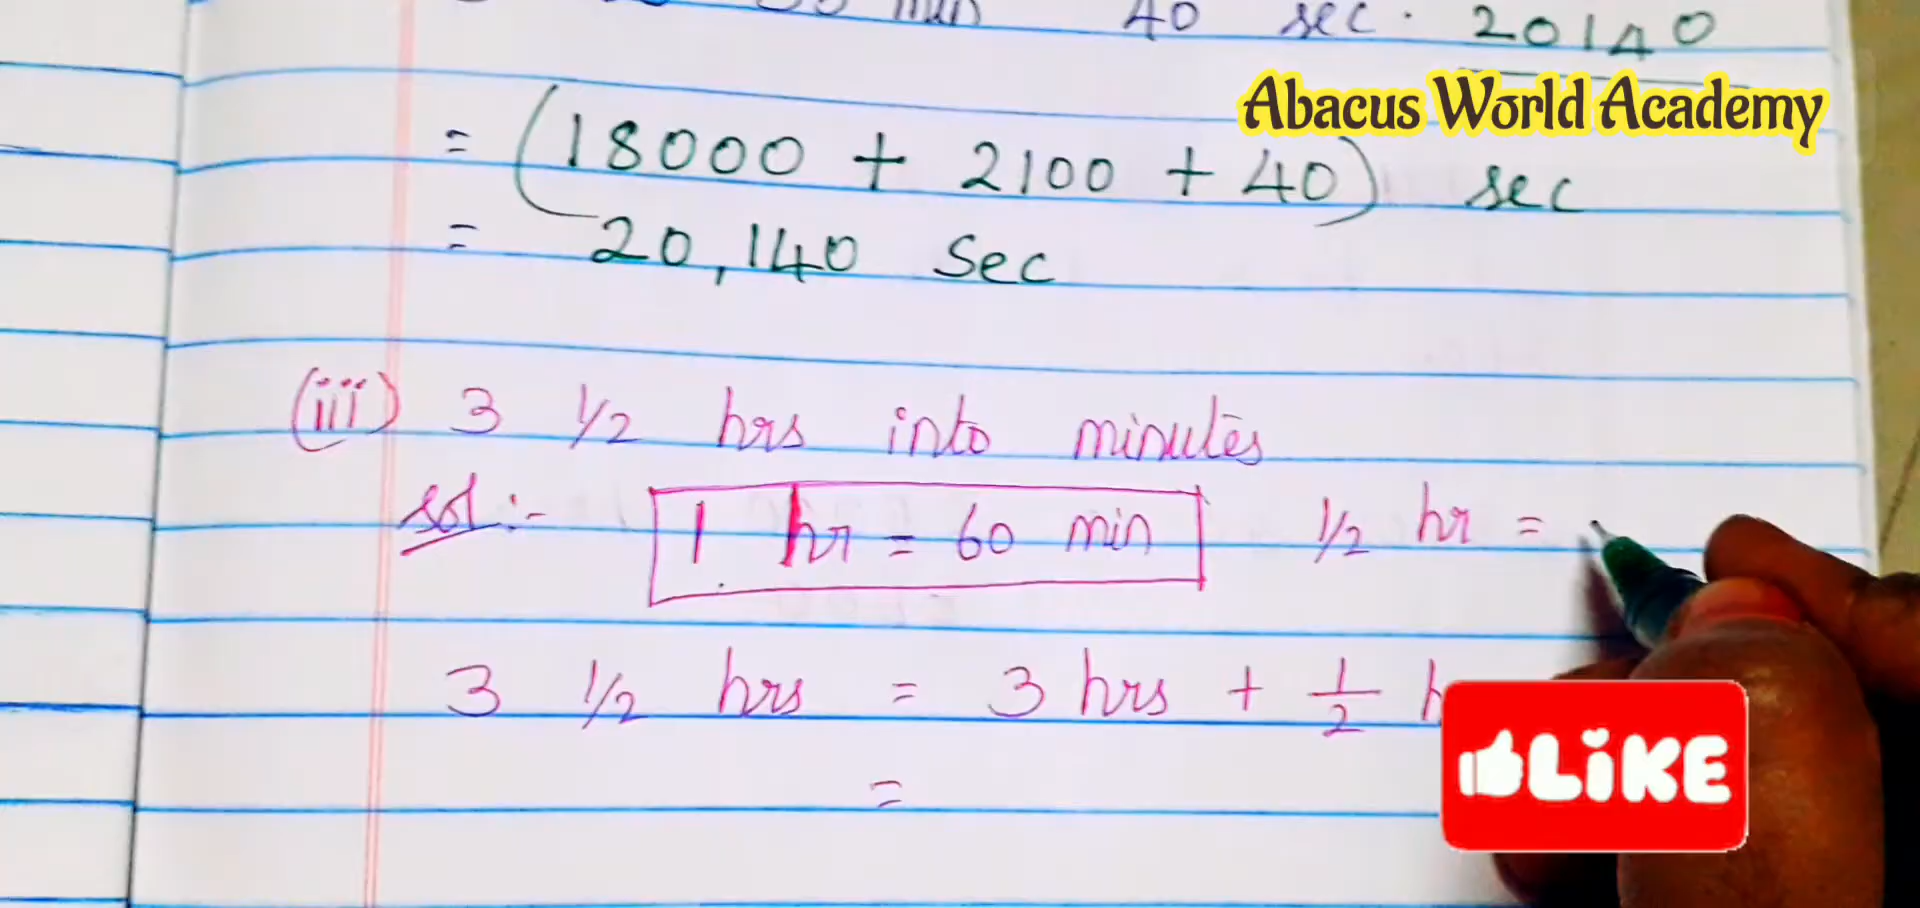 min 40 sec. 20140
Abacus World Academy
= (18000 + 2100 + 40) sec
= 20,140 Sec
(iii) 3 1/2 hrs into minutes
sol:- 1 hr = 60 min 1/2 hr =
3 1/2 hrs = 3 hrs + 1/2 h
=
LiKE